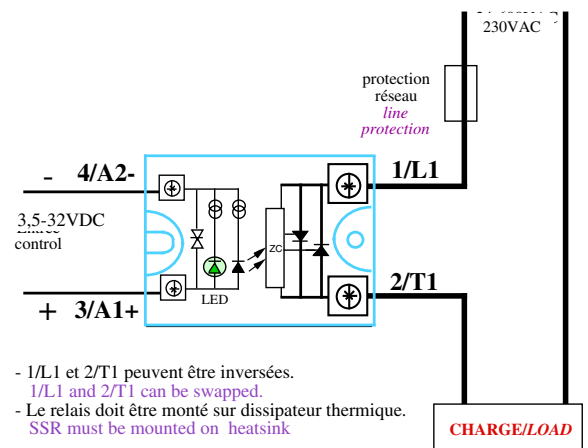 230VAC
protection
réseau
line
protection
- 4/A2-
1/L1
3,5-32VDC
control
ZC
LED
+ 3/A1+
2/T1
- 1/L1 et 2/T1 peuvent être inversées.
1/L1 and 2/T1 can be swapped.
- Le relais doit être monté sur dissipateur thermique.
SSR must be mounted on heatsink
CHARGE/LOAD